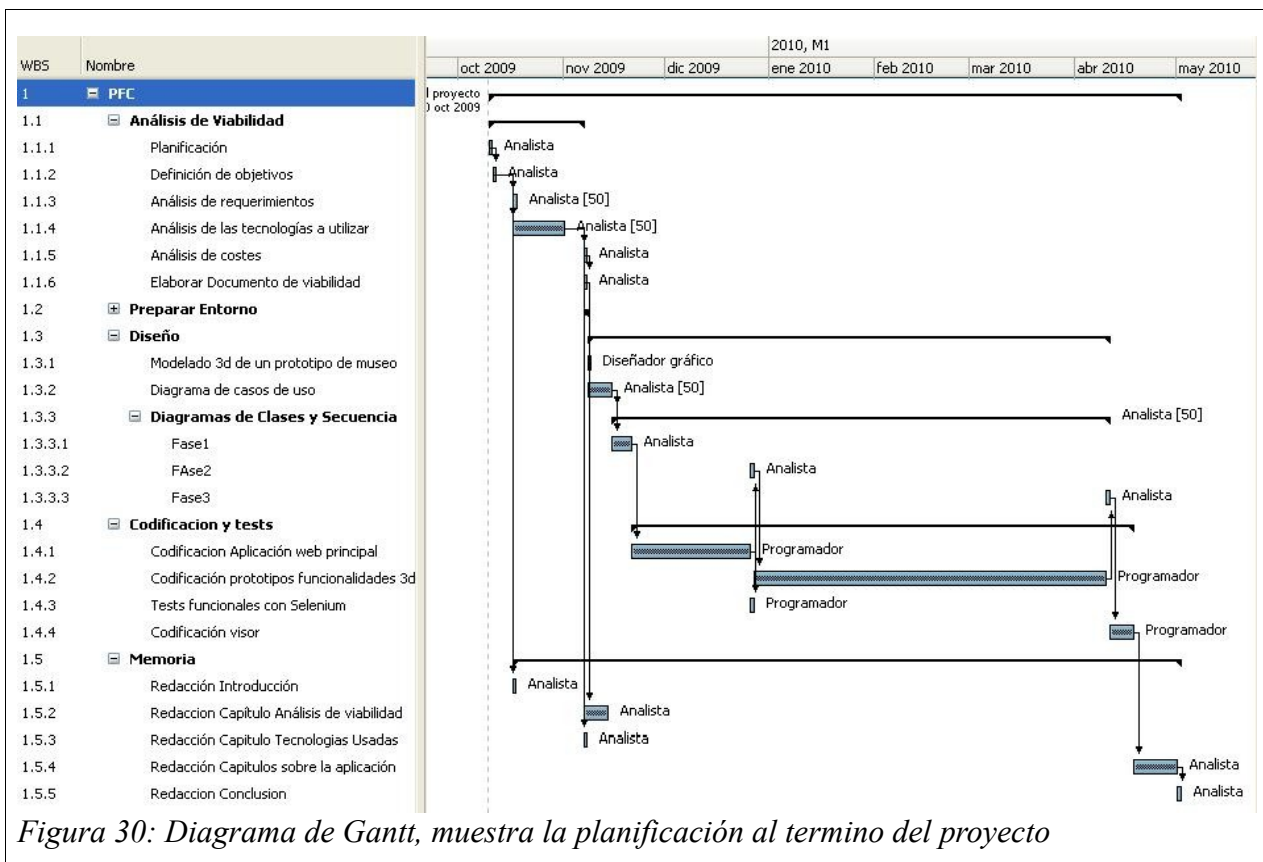 2010, M1
WBS Nombre oct 2009 nov 2009 dic 2009 ene 2010 feb 2010 mar 2010 abr 2010 may 2010
1 PFC l proyecto
oct 2009
1.1 Análisis de Viabilidad
1.1.1 Planificación Analista
1.1.2 Definición de objetivos Analista
1.1.3 Análisis de requerimientos Analista [50]
1.1.4 Análisis de las tecnologías a utilizar Analista [50]
1.1.5 Análisis de costes Analista
1.1.6 Elaborar Documento de viabilidad Analista
1.2 Preparar Entorno
1.3 Diseño
1.3.1 Modelado 3d de un prototipo de museo Diseñador gráfico
1.3.2 Diagrama de casos de uso Analista [50]
1.3.3 Diagramas de Clases y Secuencia Analista [50]
1.3.3.1 Fase1 Analista
1.3.3.2 FAse2 Analista
1.3.3.3 Fase3 Analista
1.4 Codificacion y tests
1.4.1 Codificacion Aplicación web principal Programador
1.4.2 Codificación prototipos funcionalidades 3d Programador
1.4.3 Tests funcionales con Selenium Programador
1.4.4 Codificación visor Programador
1.5 Memoria
1.5.1 Redacción Introducción Analista
1.5.2 Redaccion Capítulo Análisis de viabilidad Analista
1.5.3 Redacción Capitulo Tecnologias Usadas Analista
1.5.4 Redacción Capitulos sobre la aplicación Analista
1.5.5 Redaccion Conclusion Analista
Figura 30: Diagrama de Gantt, muestra la planificación al termino del proyecto